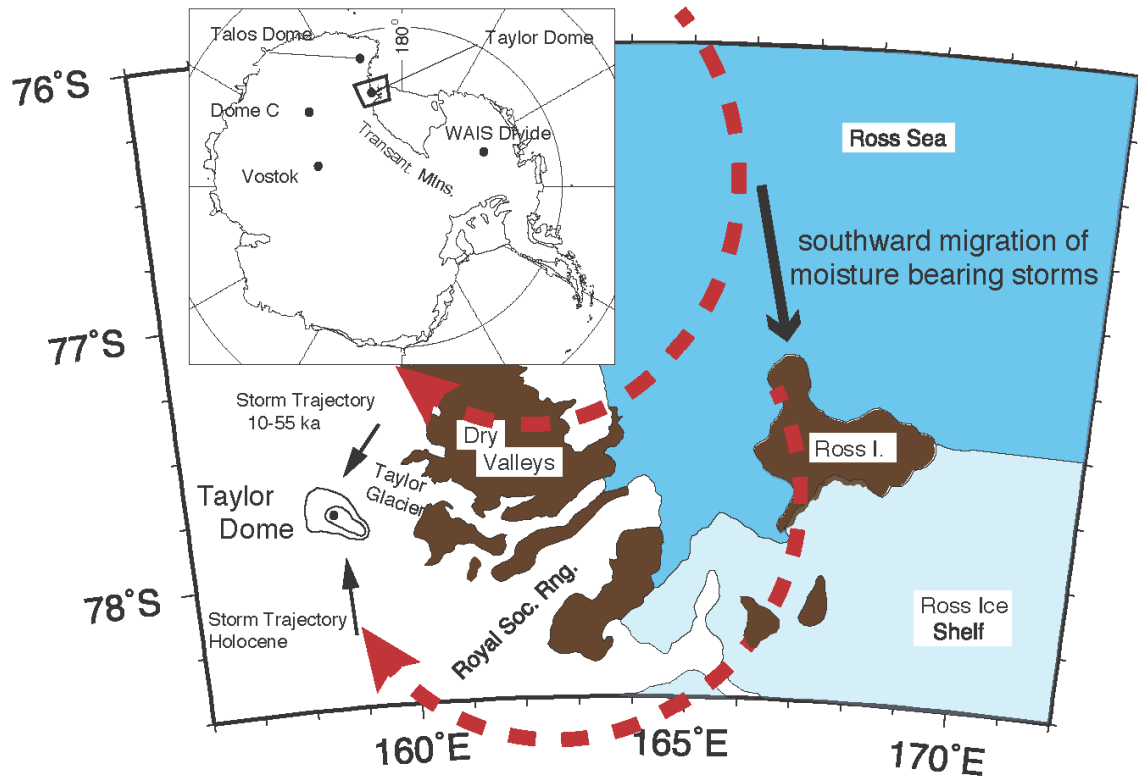 Talos Dome
180°
Taylor Dome
Dome C
WAIS Divide
Vostok
Transant. Mtns.
76°S
77°S
78°S
Ross Sea
southward migration of
moisture bearing storms
Storm Trajectory
10-55 ka
Dry
Valleys
Ross I.
Taylor
Glacier
Taylor
Dome
Storm Trajectory
Holocene
Royal Soc. Rng.
Ross Ice
Shelf
160°E
165°E
170°E